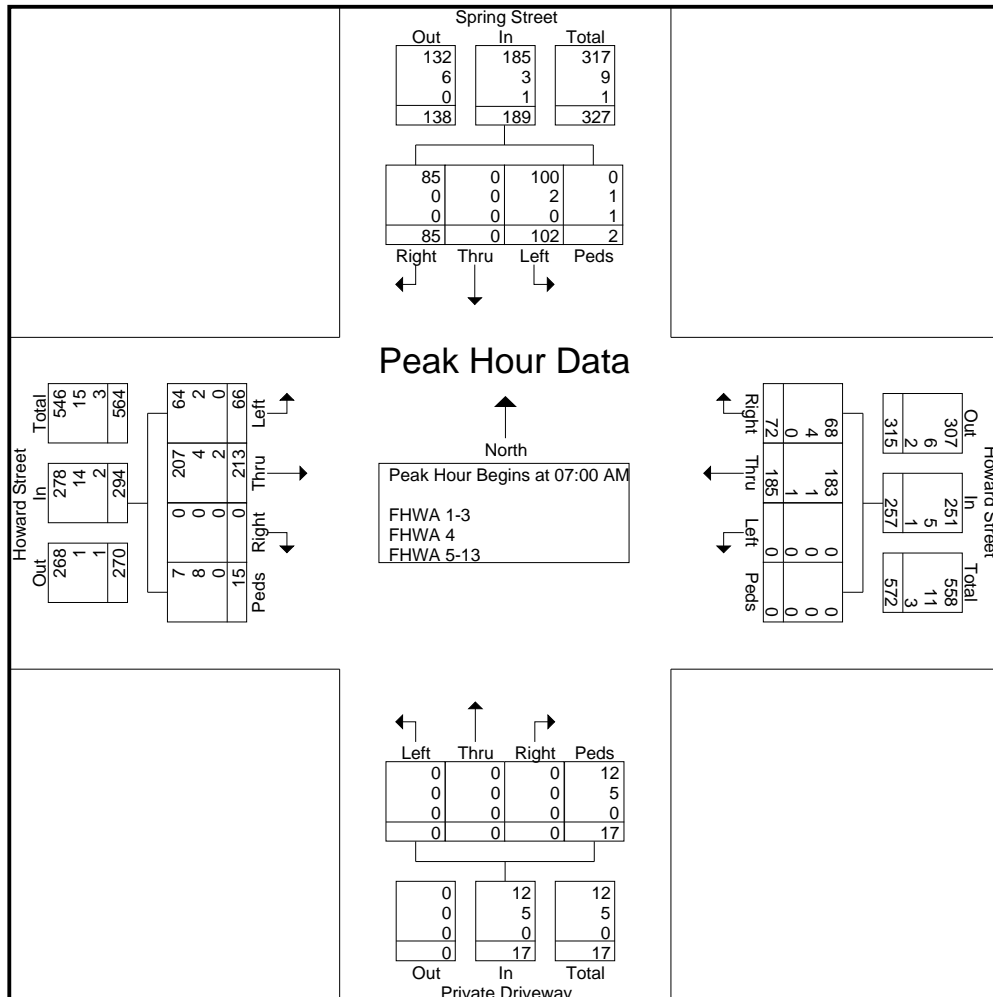 Spring Street
Out In Total
132 185 317
6 3 9
0 1 1
138 189 327
85 0 100 0
0 0 2 1
0 0 0 1
85 0 102 2
Right Thru Left Peds
Peak Hour Data
North
Peak Hour Begins at 07:00 AM
FHWA 1-3
FHWA 4
FHWA 5-13
Howard Street
Total
546
15
3
564
In
278
14
2
294
Out
268
1
1
270
Left
64
2
0
66
Thru
207
4
2
213
Right
0
0
0
0
Peds
7
8
0
15
Right
68
4
0
72
Thru
183
1
1
185
Left
0
0
0
0
Peds
0
0
0
0
Howard Street
Out
307
6
2
315
In
251
5
1
257
Total
558
11
3
572
Left Thru Right Peds
0 0 0 12
0 0 0 5
0 0 0 0
0 0 0 17
0 12 12
0 5 5
0 0 0
0 17 17
Out In Total
Private Driveway